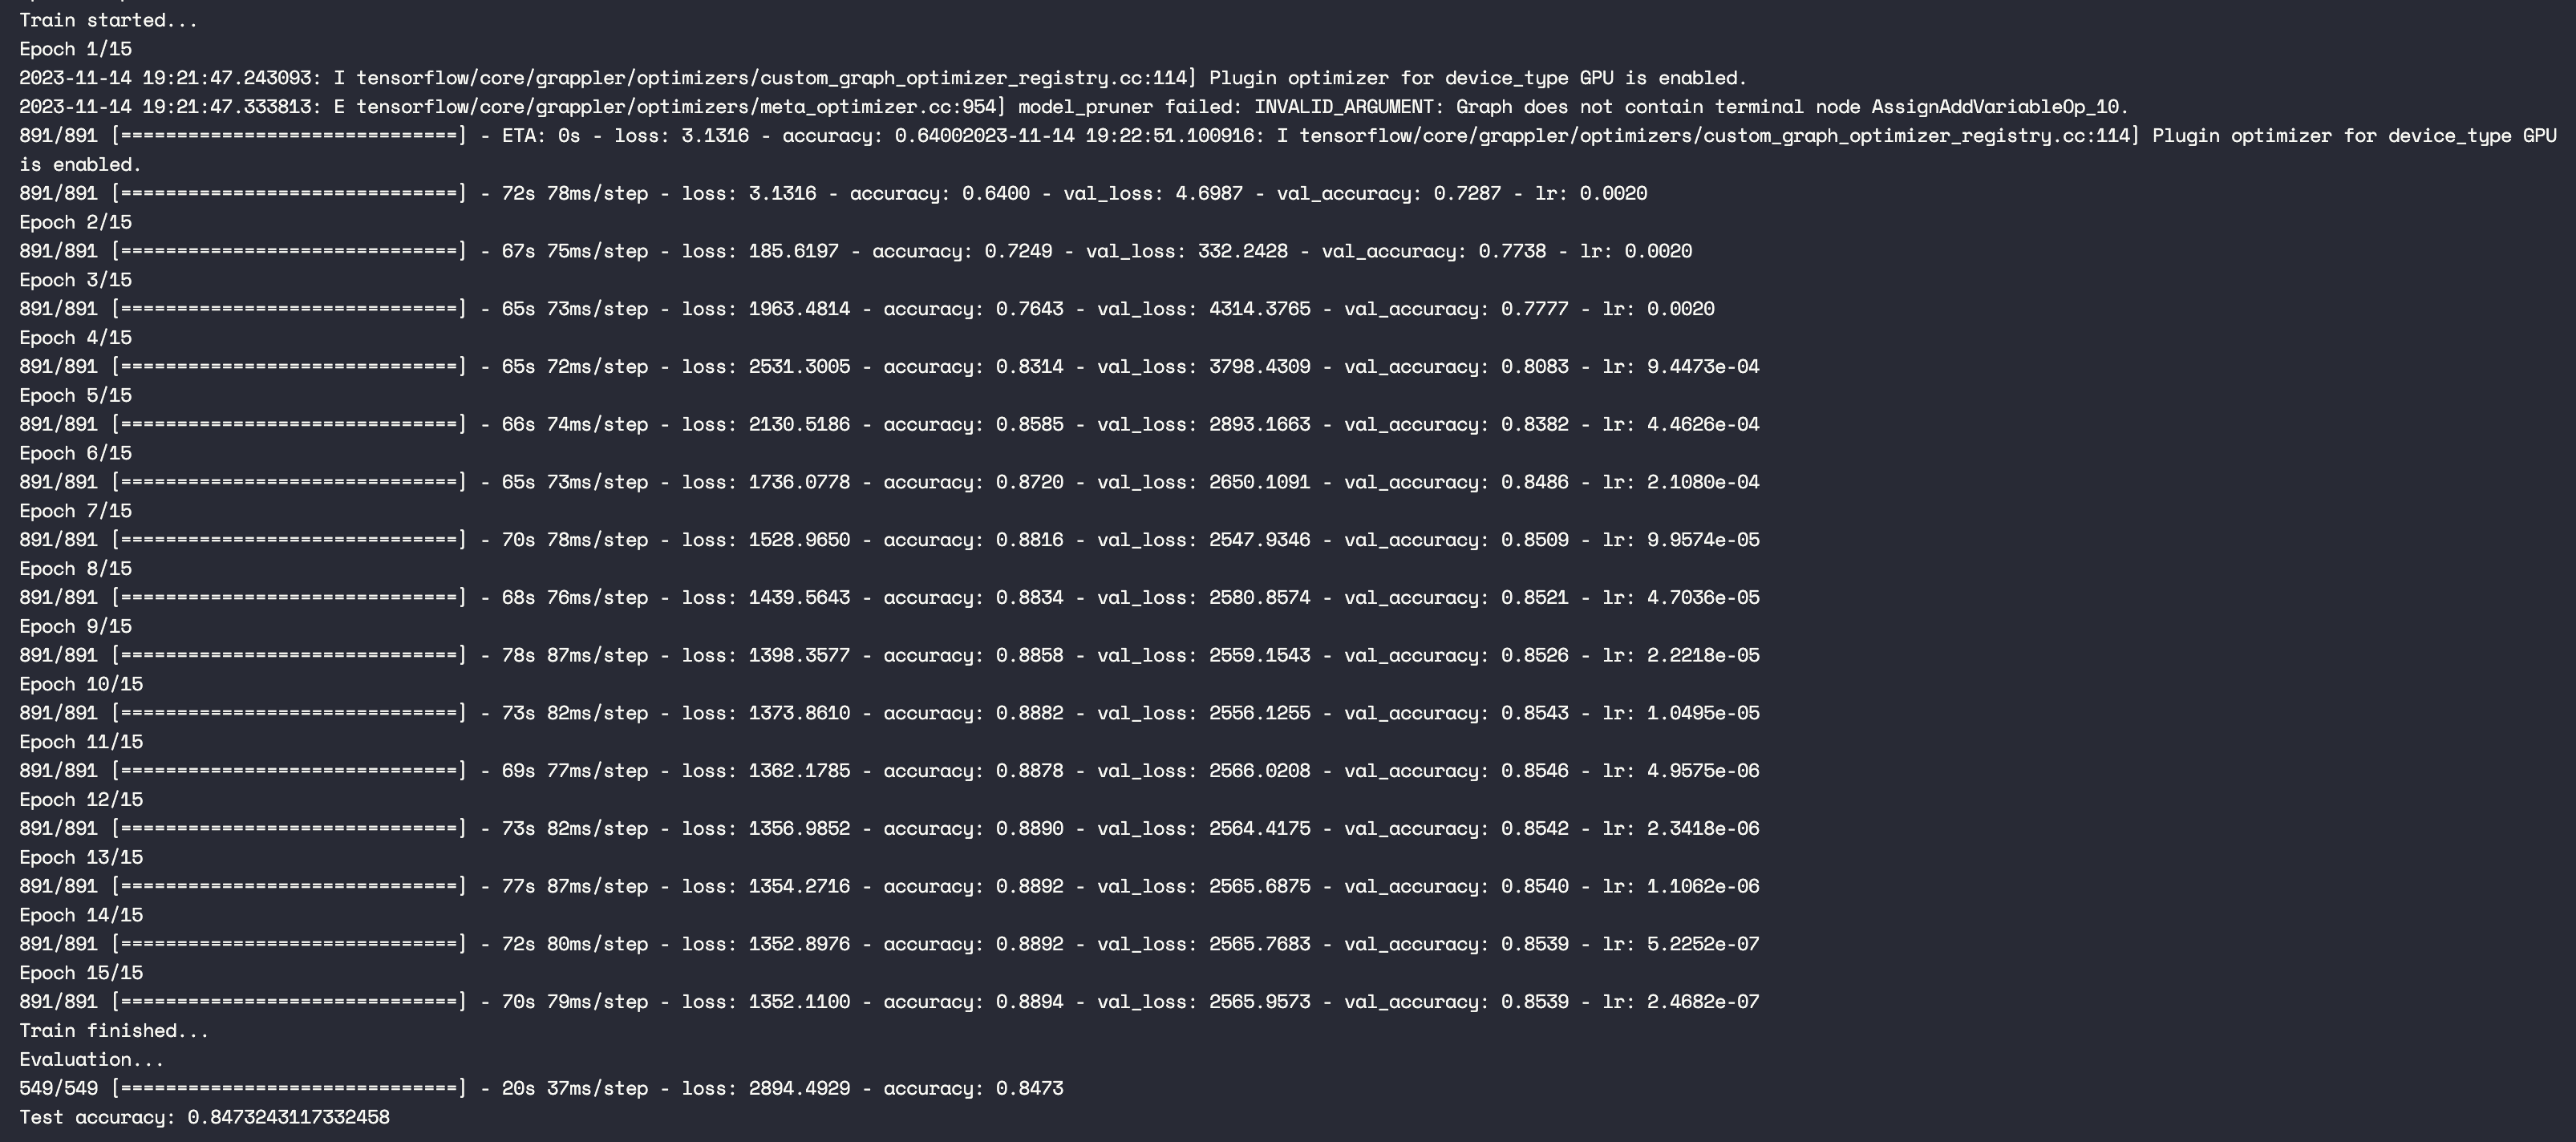 Train started...
Epoch 1/15
2023-11-14 19:21:47.243093: I tensorflow/core/grappler/optimizers/custom_graph_optimizer_registry.cc:114] Plugin optimizer for device_type GPU is enabled.
2023-11-14 19:21:47.333813: E tensorflow/core/grappler/optimizers/meta_optimizer.cc:954] model_pruner failed: INVALID_ARGUMENT: Graph does not contain terminal node AssignAddVariableOp_10.
891/891 [==============================] - ETA: 0s - loss: 3.1316 - accuracy: 0.64002023-11-14 19:22:51.100916: I tensorflow/core/grappler/optimizers/custom_graph_optimizer_registry.cc:114] Plugin optimizer for device_type GPU
is enabled.
891/891 [==============================] - 72s 78ms/step - loss: 3.1316 - accuracy: 0.6400 - val_loss: 4.6987 - val_accuracy: 0.7287 - lr: 0.0020
Epoch 2/15
891/891 [==============================] - 67s 75ms/step - loss: 185.6197 - accuracy: 0.7249 - val_loss: 332.2428 - val_accuracy: 0.7738 - lr: 0.0020
Epoch 3/15
891/891 [==============================] - 65s 73ms/step - loss: 1963.4814 - accuracy: 0.7643 - val_loss: 4314.3765 - val_accuracy: 0.7777 - lr: 0.0020
Epoch 4/15
891/891 [==============================] - 65s 72ms/step - loss: 2531.3005 - accuracy: 0.8314 - val_loss: 3798.4309 - val_accuracy: 0.8083 - lr: 9.4473e-04
Epoch 5/15
891/891 [==============================] - 66s 74ms/step - loss: 2130.5186 - accuracy: 0.8585 - val_loss: 2893.1663 - val_accuracy: 0.8382 - lr: 4.4626e-04
Epoch 6/15
891/891 [==============================] - 65s 73ms/step - loss: 1736.0778 - accuracy: 0.8720 - val_loss: 2650.1091 - val_accuracy: 0.8486 - lr: 2.1080e-04
Epoch 7/15
891/891 [==============================] - 70s 78ms/step - loss: 1528.9650 - accuracy: 0.8816 - val_loss: 2547.9346 - val_accuracy: 0.8509 - lr: 9.9574e-05
Epoch 8/15
891/891 [==============================] - 68s 76ms/step - loss: 1439.5643 - accuracy: 0.8834 - val_loss: 2580.8574 - val_accuracy: 0.8521 - lr: 4.7036e-05
Epoch 9/15
891/891 [==============================] - 78s 87ms/step - loss: 1398.3577 - accuracy: 0.8858 - val_loss: 2559.1543 - val_accuracy: 0.8526 - lr: 2.2218e-05
Epoch 10/15
891/891 [==============================] - 73s 82ms/step - loss: 1373.8610 - accuracy: 0.8882 - val_loss: 2556.1255 - val_accuracy: 0.8543 - lr: 1.0495e-05
Epoch 11/15
891/891 [==============================] - 69s 77ms/step - loss: 1362.1785 - accuracy: 0.8878 - val_loss: 2566.0208 - val_accuracy: 0.8546 - lr: 4.9575e-06
Epoch 12/15
891/891 [==============================] - 73s 82ms/step - loss: 1356.9852 - accuracy: 0.8890 - val_loss: 2564.4175 - val_accuracy: 0.8542 - lr: 2.3418e-06
Epoch 13/15
891/891 [==============================] - 77s 87ms/step - loss: 1354.2716 - accuracy: 0.8892 - val_loss: 2565.6875 - val_accuracy: 0.8540 - lr: 1.1062e-06
Epoch 14/15
891/891 [==============================] - 72s 80ms/step - loss: 1352.8976 - accuracy: 0.8892 - val_loss: 2565.7683 - val_accuracy: 0.8539 - lr: 5.2252e-07
Epoch 15/15
891/891 [==============================] - 70s 79ms/step - loss: 1352.1100 - accuracy: 0.8894 - val_loss: 2565.9573 - val_accuracy: 0.8539 - lr: 2.4682e-07
Train finished...
Evaluation...
549/549 [==============================] - 20s 37ms/step - loss: 2894.4929 - accuracy: 0.8473
Test accuracy: 0.8473243117332458